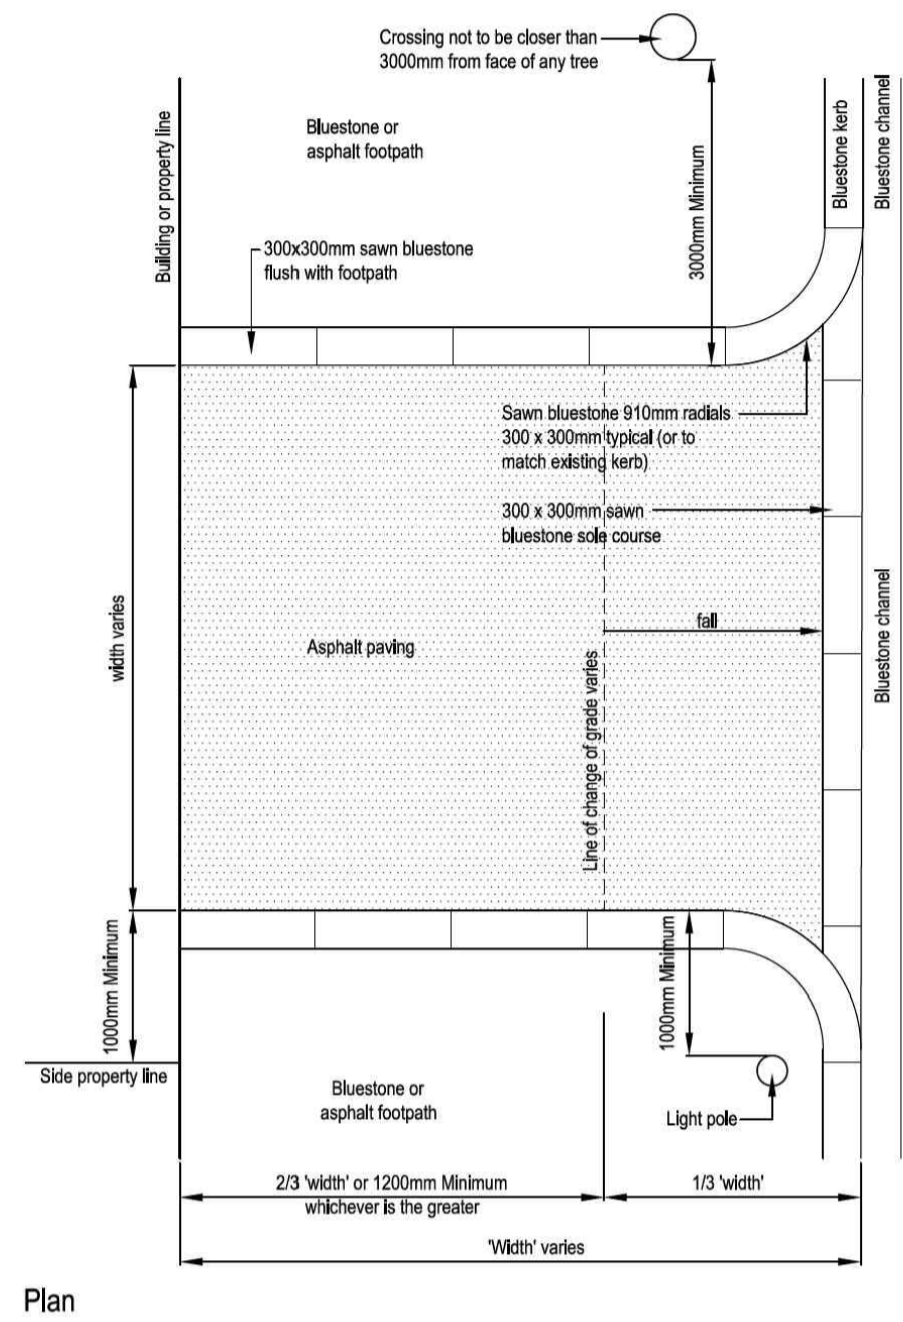 Crossing not to be closer than
3000mm from face of any tree
Bluestone or
asphalt footpath
Building or property line
3000mm Minimum
Bluestone kerb
Bluestone channel
300x300mm sawn bluestone
flush with footpath
Sawn bluestone 910mm radials
300 x 300mm typical (or to
match existing kerb)
300 x 300mm sawn
bluestone sole course
width varies
Asphalt paving
fall
Line of change of grade varies
Bluestone channel
1000mm Minimum
1000mm Minimum
Side property line
Bluestone or
asphalt footpath
Light pole
2/3 'width' or 1200mm Minimum
whichever is the greater
1/3 'width'
'Width' varies
Plan